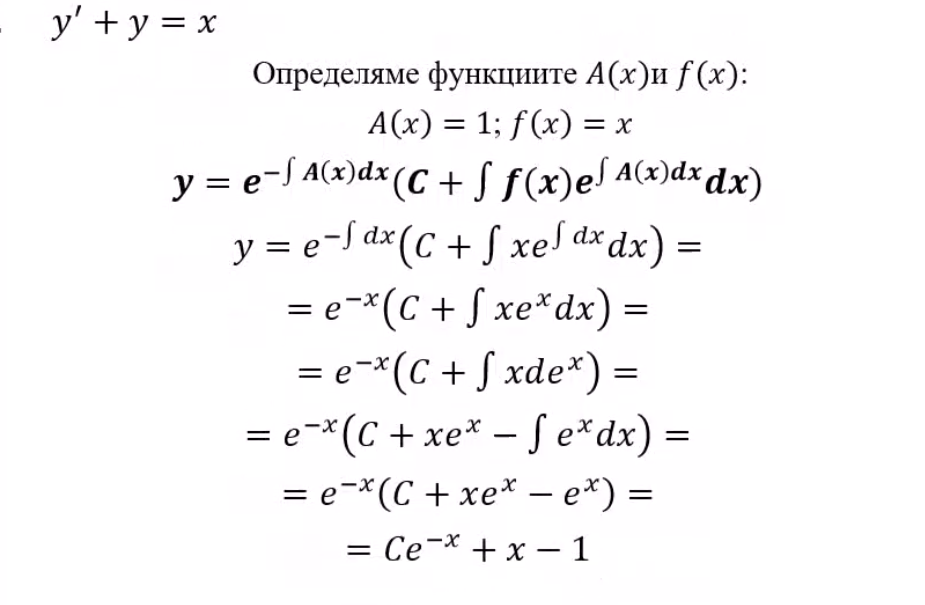 y′ + y = x
Определяме функциите A(x)и f(x):
A(x) = 1; f(x) = x
y = e^{−∫ A(x)dx}(C + ∫ f(x)e^{∫ A(x)dx}dx)
y = e^{−∫ dx}(C + ∫ xe^{∫ dx}dx) =
= e^{−x}(C + ∫ xe^{x}dx) =
= e^{−x}(C + ∫ xde^{x}) =
= e^{−x}(C + xe^{x} − ∫ e^{x}dx) =
= e^{−x}(C + xe^{x} − e^{x}) =
= Ce^{−x} + x − 1